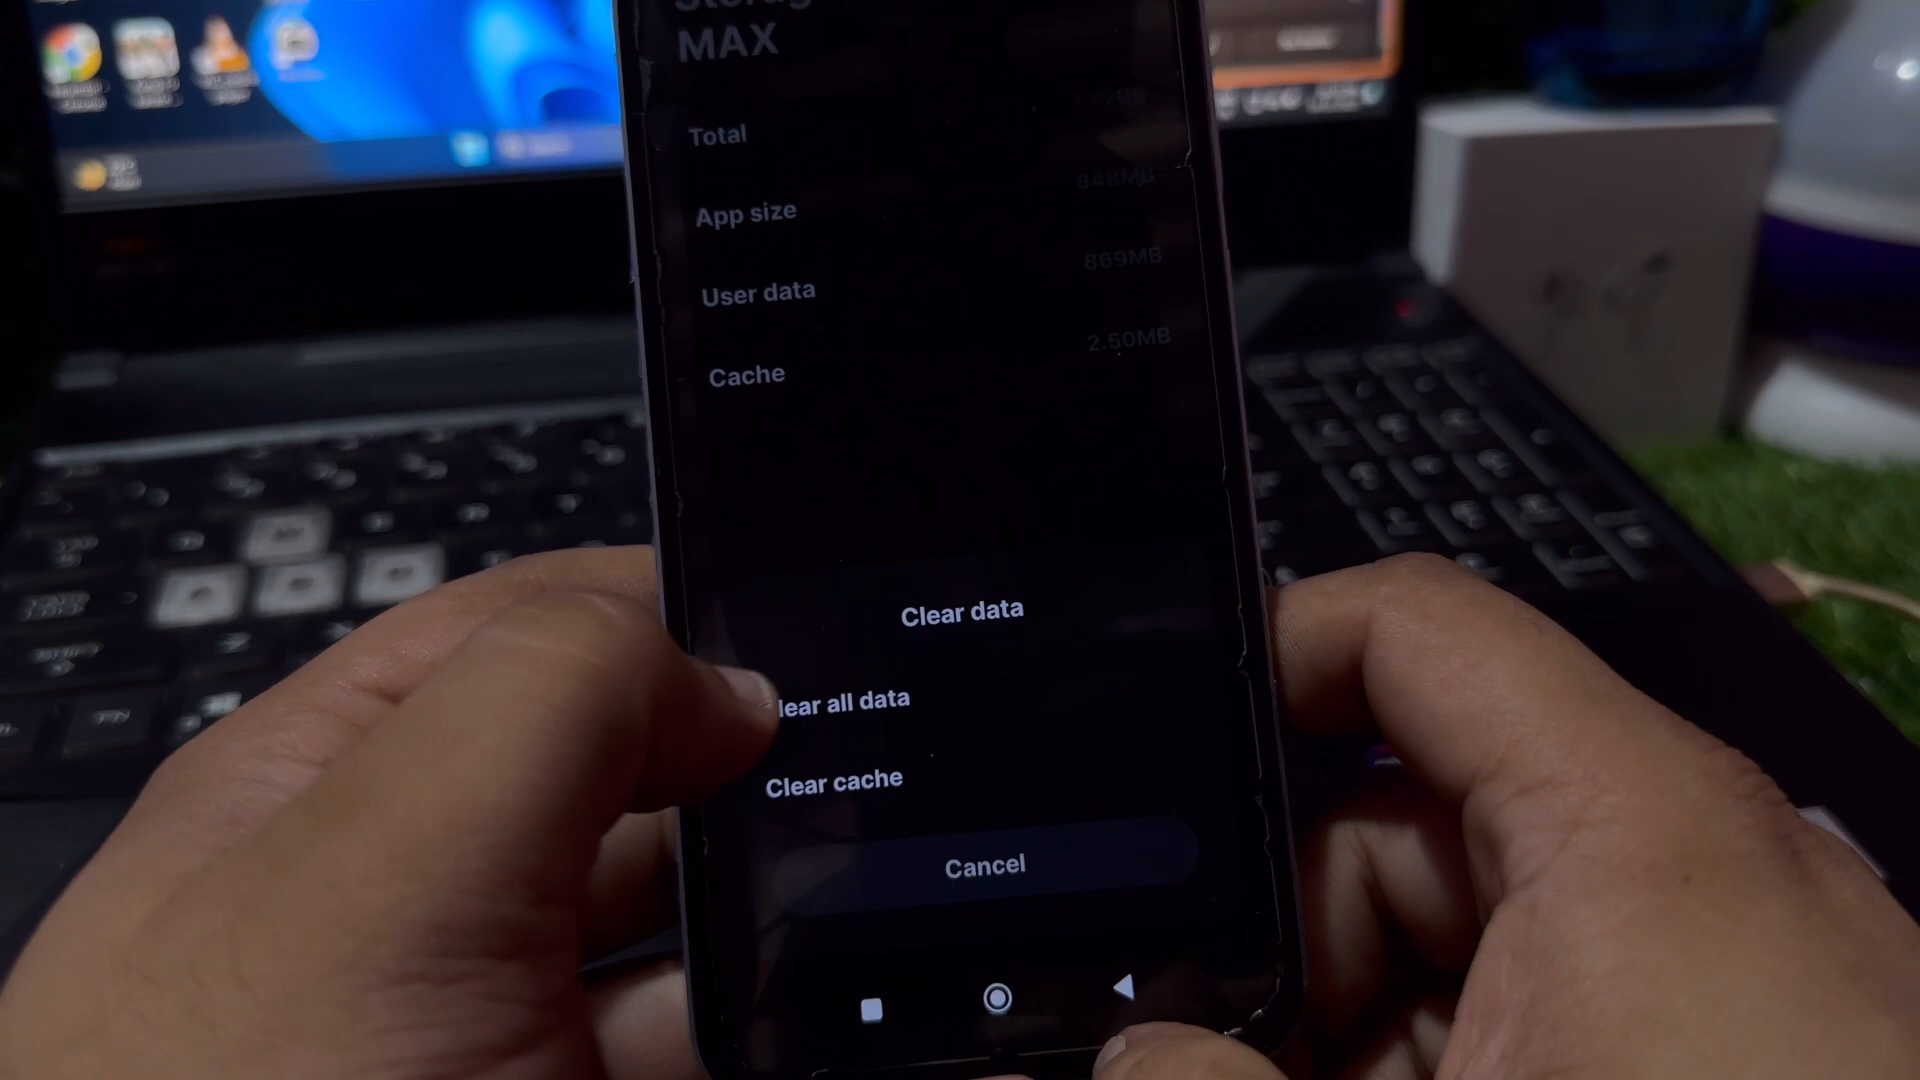 MAX
Total
848MB
App size
869MB
User data
2.50MB
Cache
Clear data
lear all data
Clear cache
Cancel